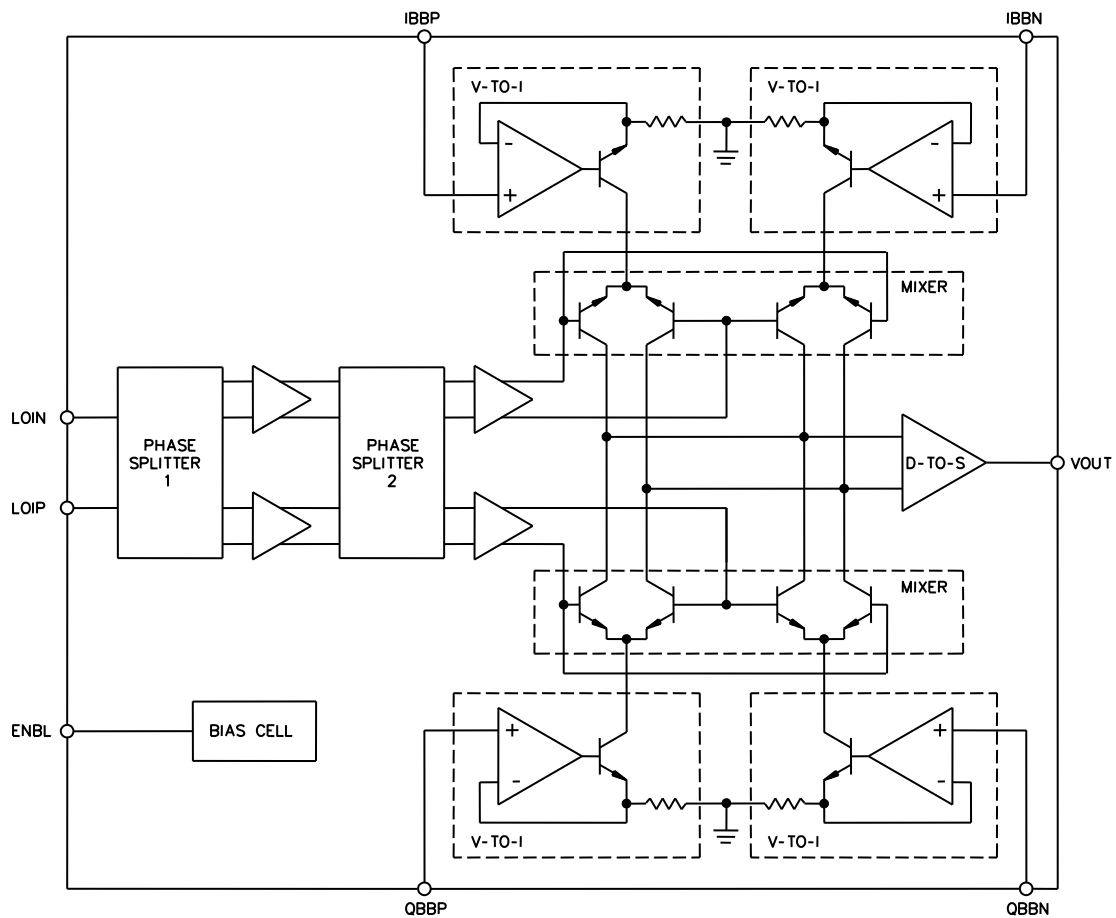 IBBP
IBBN
V-TO-I
V-TO-I
-
-
+
+
MIXER
LOIN
PHASE
SPLITTER
1
PHASE
SPLITTER
2
D-TO-S
VOUT
LOIP
MIXER
ENBL
BIAS CELL
+
+
-
-
V-TO-I
V-TO-I
QBBP
QBBN